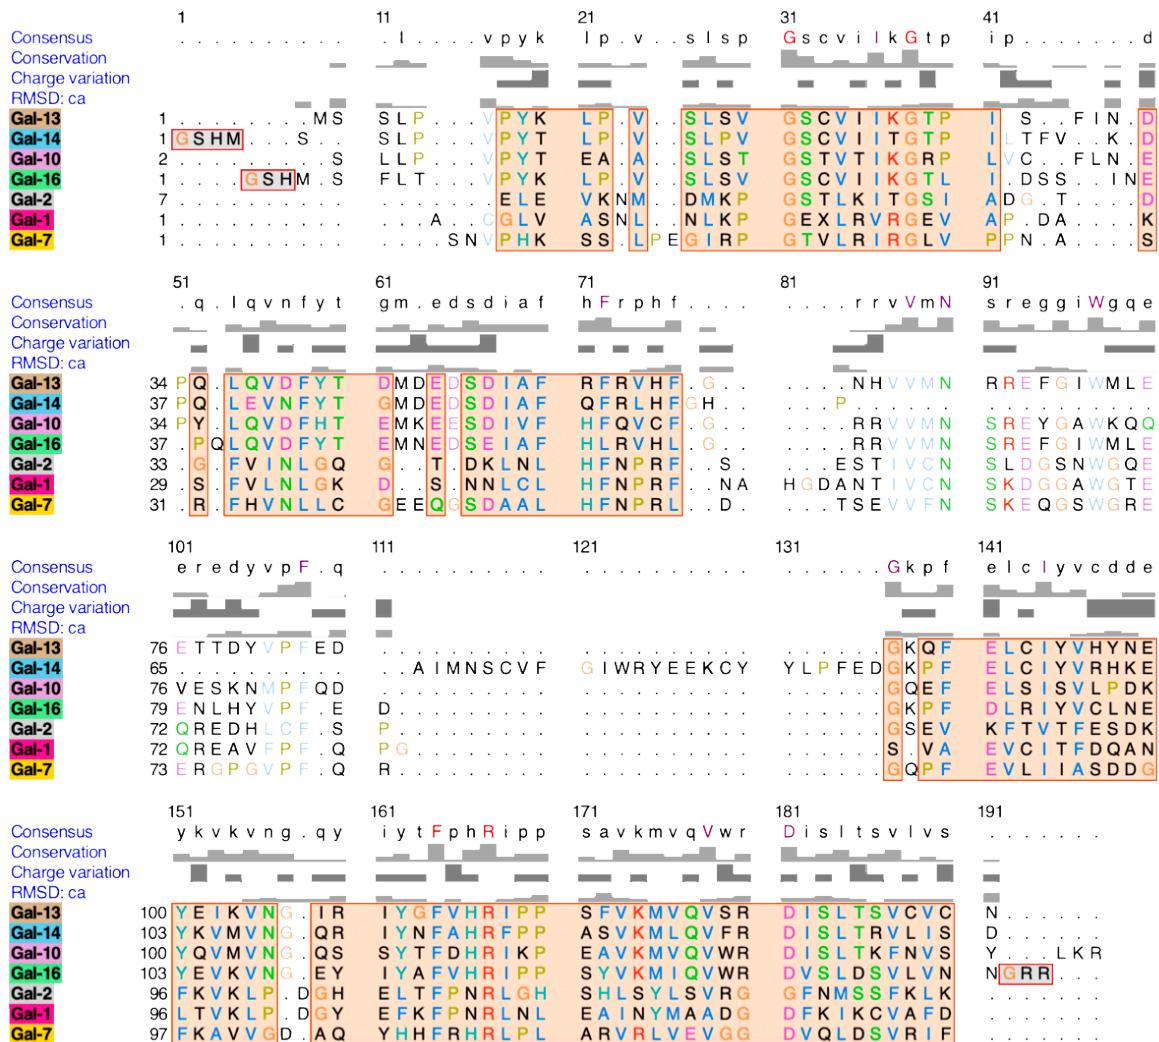 1 11 21 31 41
Consensus . . . . . . . . . . l . . . v p y k l p . v . . s l s p G s c v i l k G t p i p . . . . . . d
Conservation
Charge variation
RMSD: ca
Gal-13 1 . . . . . . . M S S L P . . . V P Y K L P . V . . S L S V G S C V I I K G T P I . S . . F I N . D
Gal-14 1 G S H M . . . S . S L P . . . V P Y T L P . V . . S L P V G S C V I I T G T P I L T F V . . K . D
Gal-10 2 . . . . . . . . S L L P . . . V P Y T E A . A . . S L S T G S T V T I K G R P L V C . . F L N . E
Gal-16 1 . . . . G S H M . S F L T . . . V P Y K L P . V . . S L S V G S C V I I K G T L I . D S S . . I N E
Gal-2 7 . . . . . . . . . . . . . . . E L E V K N M . . D M K P G S T L K I T G S I A D G . T . . . . D
Gal-1 1 . . . . . . . . . . . . A . . C G L V A S N L . . N L K P G E X L R V R G E V A P . D A . . . K
Gal-7 1 . . . . . . . . . . . . . S N V P H K S S . L P E G I R P G T V L R I R G L V P P N . A . . . . S
51 61 71 81 91
Consensus . q . l q v n f y t g m . e d s d i a f h F r p h f . . . . . . . . r r v V m N s r e g g i W g q e
Conservation
Charge variation
RMSD: ca
Gal-13 34 P Q . L Q V D F Y T D M D E D S D I A F R F R V H F . G . . . . . . N H V V M N R R E F G I W M L E
Gal-14 37 P Q . L E V N F Y T G M D E D S D I A F Q F R L H F G H . . . . . P . . . . . . . . . . . . . . .
Gal-10 34 P Y . L Q V D F H T E M K E D S D I V F H F Q V C F . G . . . . . . R R V V M N S R E Y G A W K Q Q
Gal-16 37 . P Q L Q V D F Y T E M N E D S E I A F H L R V H L . G . . . . . . R R V V M N S R E F G I W M L E
Gal-2 33 . G . F V I N L G Q G . . T . D K L N L H F N P R F . . S . . . . E S T I V C N S L D G S N W G Q E
Gal-1 29 . S . F V L N L G K D . . S . N N L C L H F N P R F . . N A H G D A N T I V C N S K D G G A W G T E
Gal-7 31 . R . F H V N L L C G E E Q G S D A A L H F N P R L . . D . . . . T S E V V F N S K E Q G S W G R E
101 111 121 131 141
Consensus e r e d y v p F . q . . . . . . . . . . . . . . . . . . . . . . . . . G k p f e l c I y v c d d e
Conservation
Charge variation
RMSD: ca
Gal-13 76 E T T D Y V P F E D . . . . . . . . . . . . . . . . . . . . . . . . . G K Q F E L C I Y V H Y N E
Gal-14 65 . . . . . . . . . . . . A I M N S C V F G I W R Y E E K C Y Y L P F E D G K P F E L C I Y V R H K E
Gal-10 76 V E S K N M P F Q D . . . . . . . . . . . . . . . . . . . . . . . . . G Q E F E L S I S V L P D K
Gal-16 79 E N L H Y V P F . E D . . . . . . . . . . . . . . . . . . . . . . . . G K P F D L R I Y V C L N E
Gal-2 72 Q R E D H L C F . S P . . . . . . . . . . . . . . . . . . . . . . . . G S E V K F T V T F E S D K
Gal-1 72 Q R E A V F P F . Q P G . . . . . . . . . . . . . . . . . . . . . . . S . V A E V C I T F D Q A N
Gal-7 73 E R G P G V P F . Q R . . . . . . . . . . . . . . . . . . . . . . . . G Q P F E V L I I A S D D G
151 161 171 181 191
Consensus y k v k v n g . q y i y t F p h R i p p s a v k m v q V w r D i s l t s v l v s . . . . . . .
Conservation
Charge variation
RMSD: ca
Gal-13 100 Y E I K V N G . I R I Y G F V H R I P P S F V K M V Q V S R D I S L T S V C V C N . . . . . .
Gal-14 103 Y K V M V N G . Q R I Y N F A H R F P P A S V K M L Q V F R D I S L T R V L I S D . . . . . .
Gal-10 100 Y Q V M V N G . Q S S Y T F D H R I K P E A V K M V Q V W R D I S L T K F N V S Y . . . L K R
Gal-16 103 Y E V K V N G . E Y I Y A F V H R I P P S Y V K M I Q V W R D V S L D S V L V N N G R R . . .
Gal-2 96 F K V K L P . D G H E L T F P N R L G H S H L S Y L S V R G G F N M S S F K L K . . . . . . .
Gal-1 96 L T V K L P . D G Y E F K F P N R L N L E A I N Y M A A D G D F K I K C V A F D . . . . . . .
Gal-7 97 F K A V V G D . A Q Y H H F R H R L P L A R V R L V E V G G D V Q L D S V R I F . . . . . . .